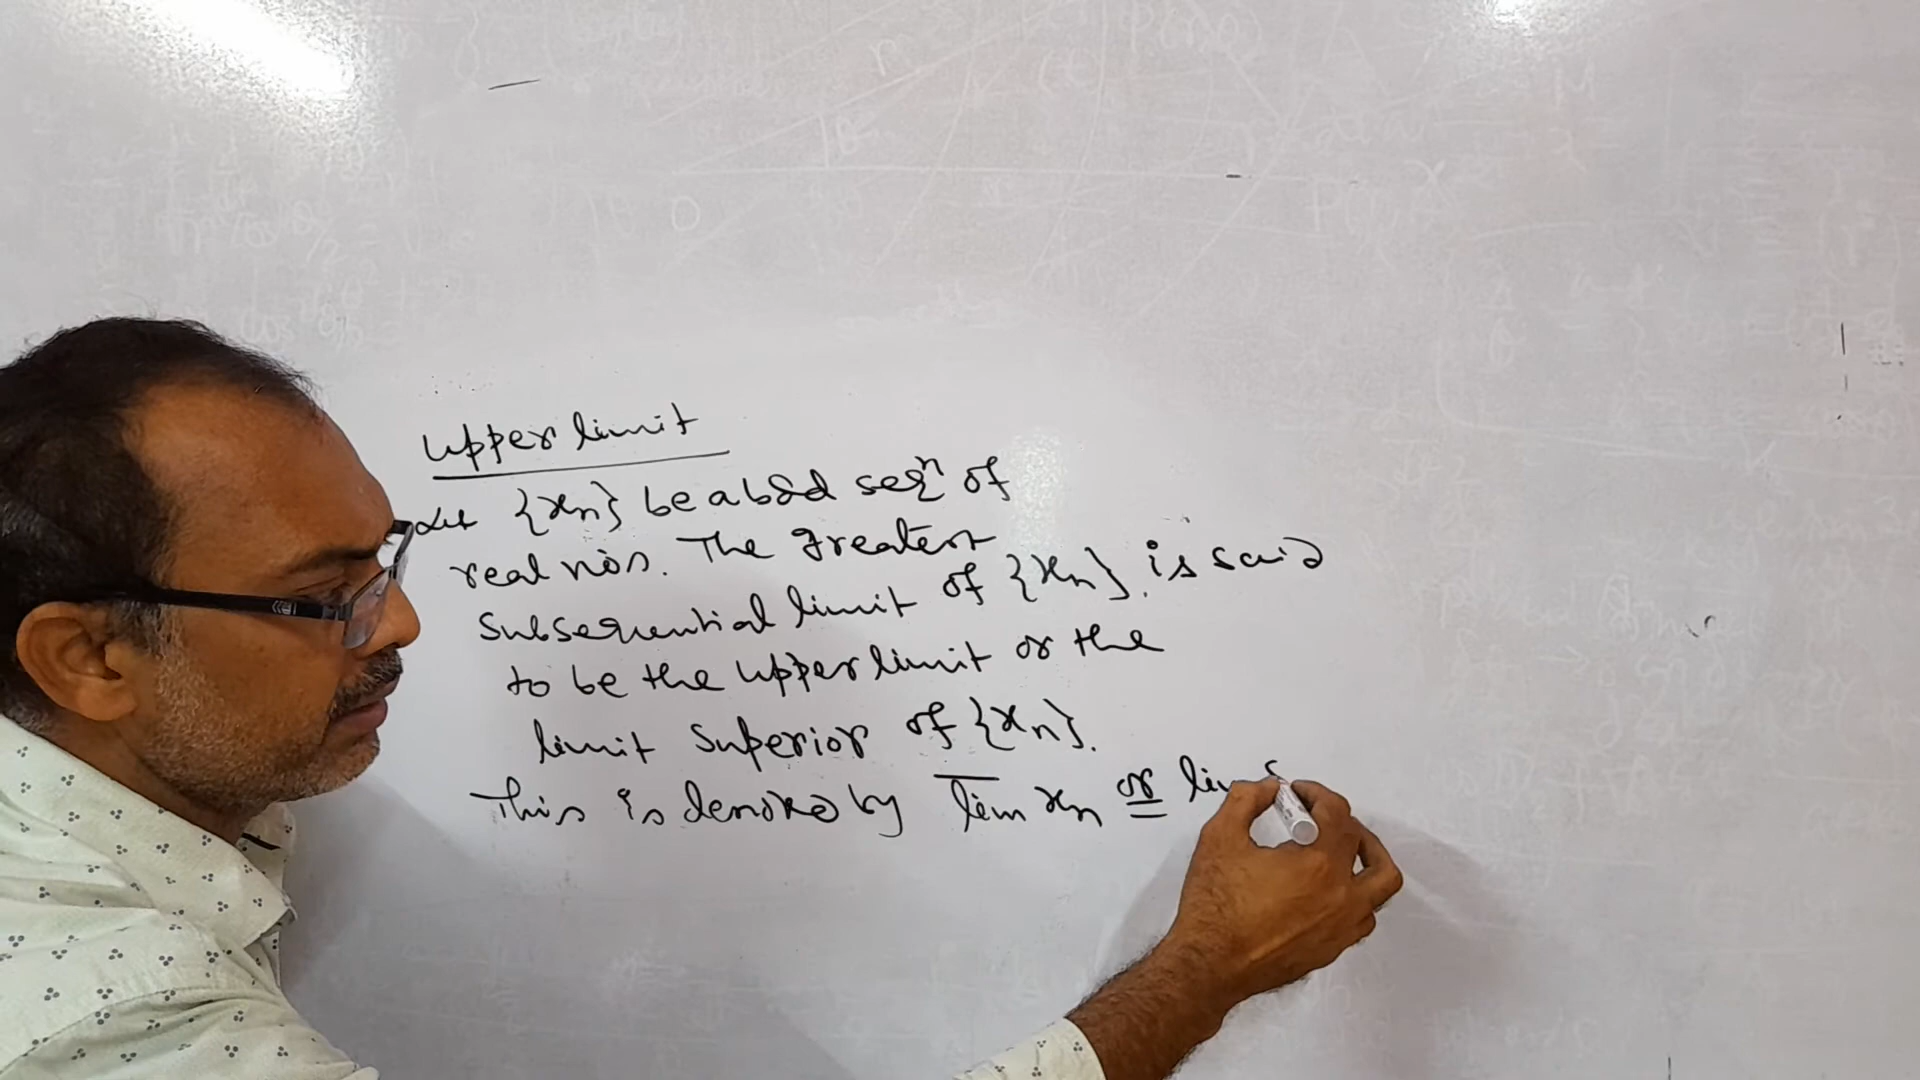 Upper limit
Let {xₙ} be a bdd seqⁿ of
real nos. The greatest
subsequential limit of {xₙ} is said
to be the upper limit or the
limit superior of {xₙ}.
This is denoted by l̅i̅m̅ xₙ or lim